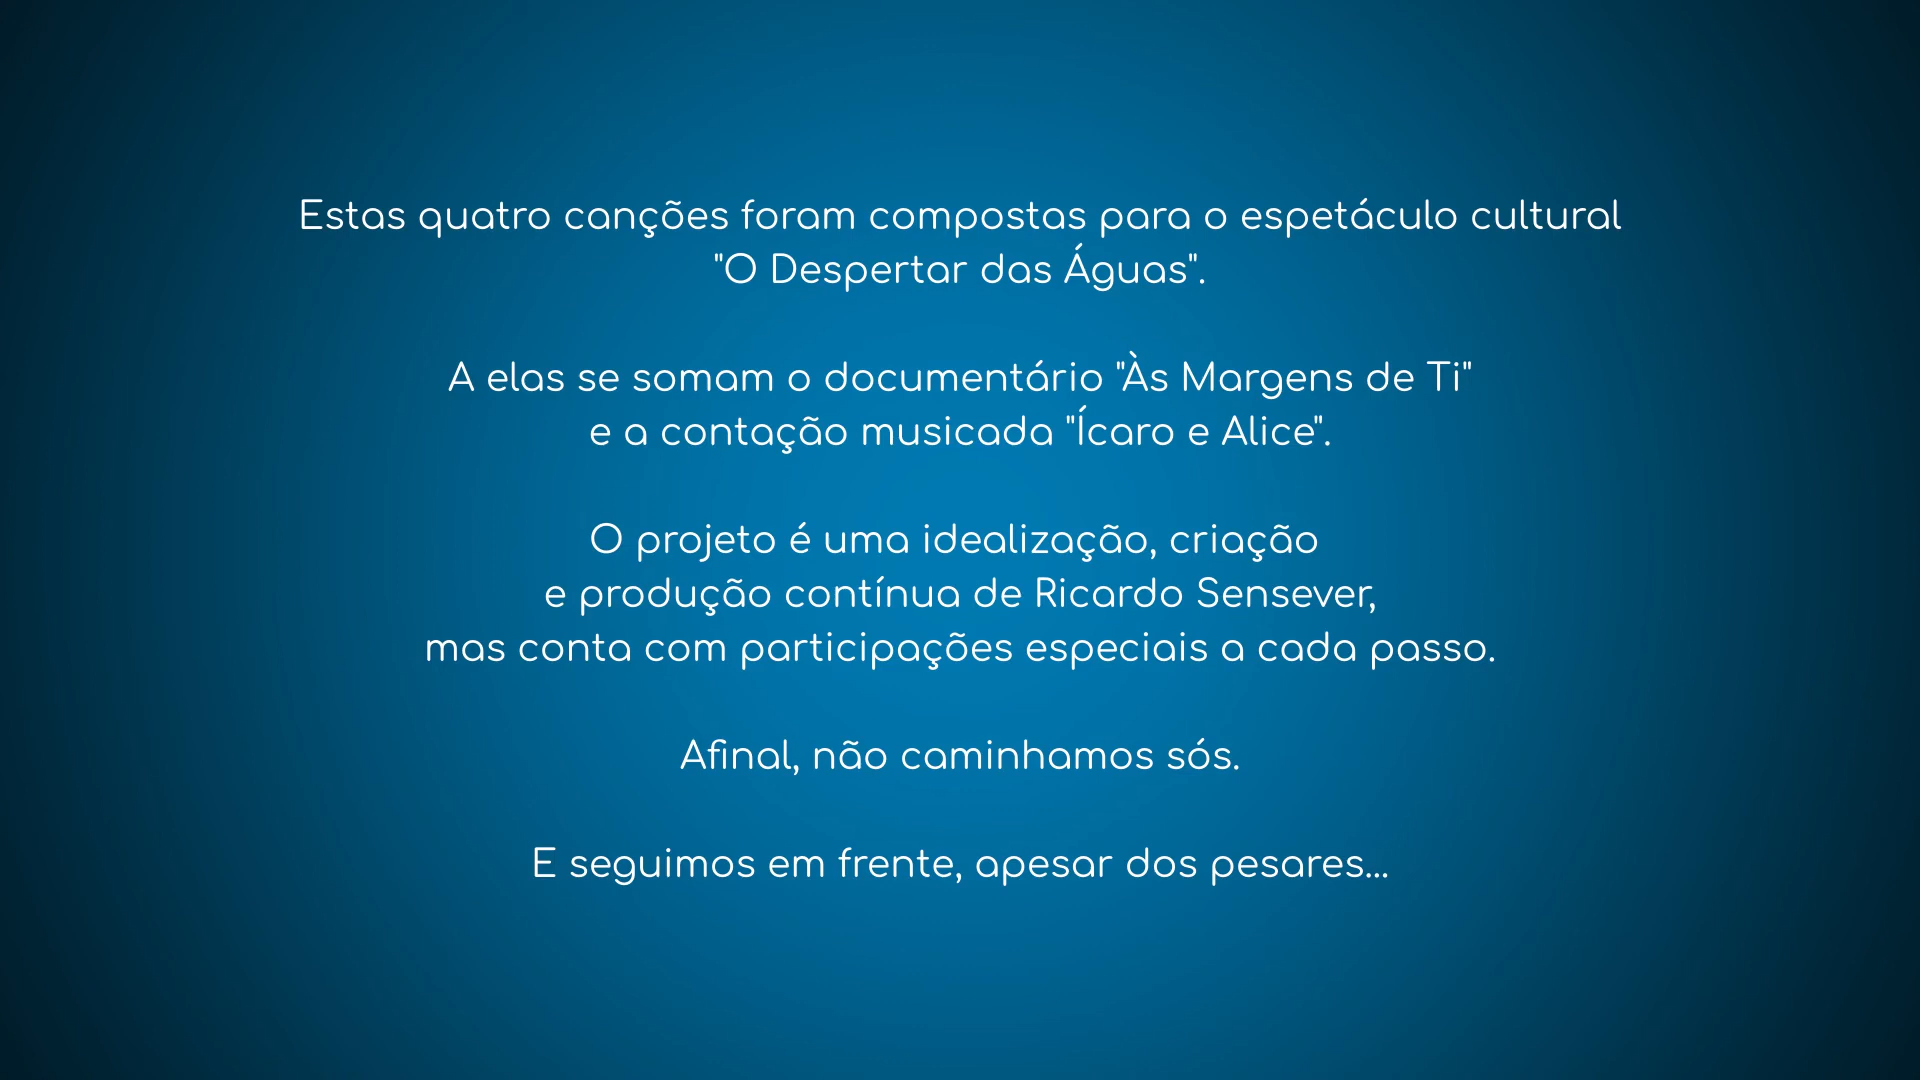 Estas quatro canções foram compostas para o espetáculo cultural
"O Despertar das Águas".
A elas se somam o documentário "Às Margens de Ti"
e a contação musicada "Ícaro e Alice".
O projeto é uma idealização, criação
e produção contínua de Ricardo Sensever,
mas conta com participações especiais a cada passo.
Afinal, não caminhamos sós.
E seguimos em frente, apesar dos pesares...